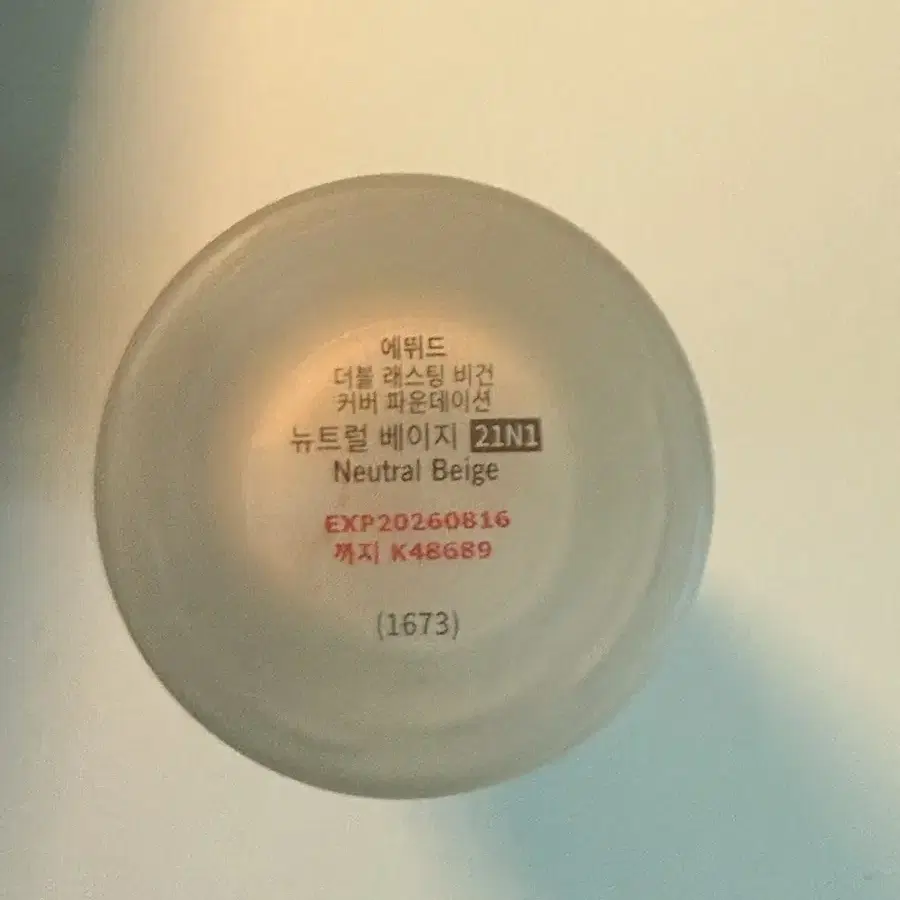 에뛰드
더블 래스팅 비건
커버 파운데이션
뉴트럴 베이지 21N1
Neutral Beige
EXP20260816
까지 K48689
(1673)